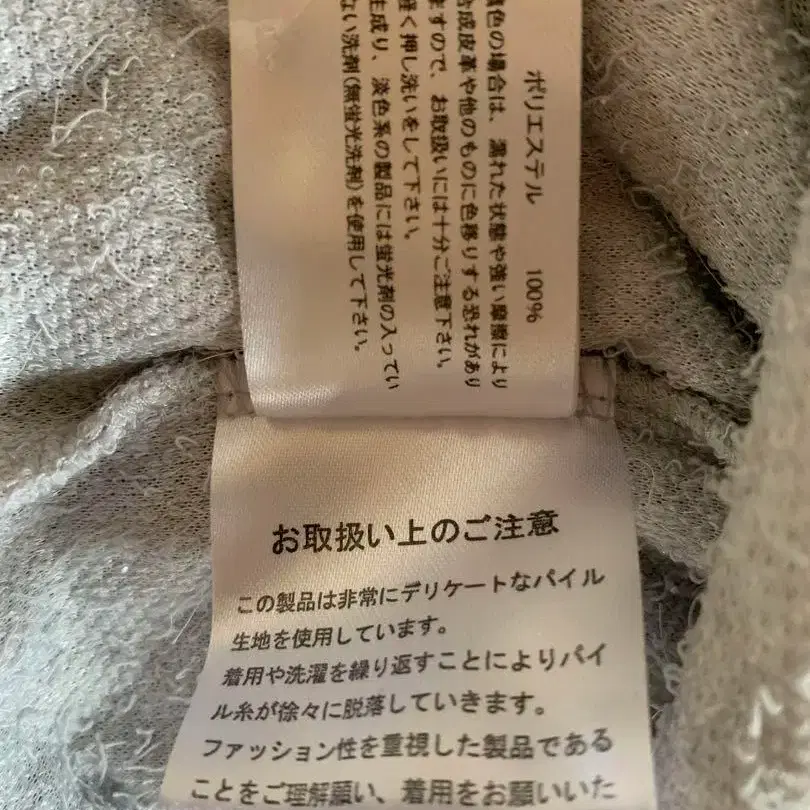 ポリエステル 100%
濃色の場合は、濡れた状態や強い摩擦により
合成皮革や他のものに色移りする恐れがあり
ますので、お取扱いには十分ご注意下さい。
軽く押し洗いをして下さい。
生成り、淡色系の製品には蛍光剤の入ってい
ない洗剤(無蛍光洗剤)を使用して下さい。
お取扱い上のご注意
この製品は非常にデリケートなパイル
生地を使用しています。
着用や洗濯を繰り返すことによりパイ
ル糸が徐々に脱落していきます。
ファッション性を重視した製品である
ことをご理解願い、着用をお願いいた